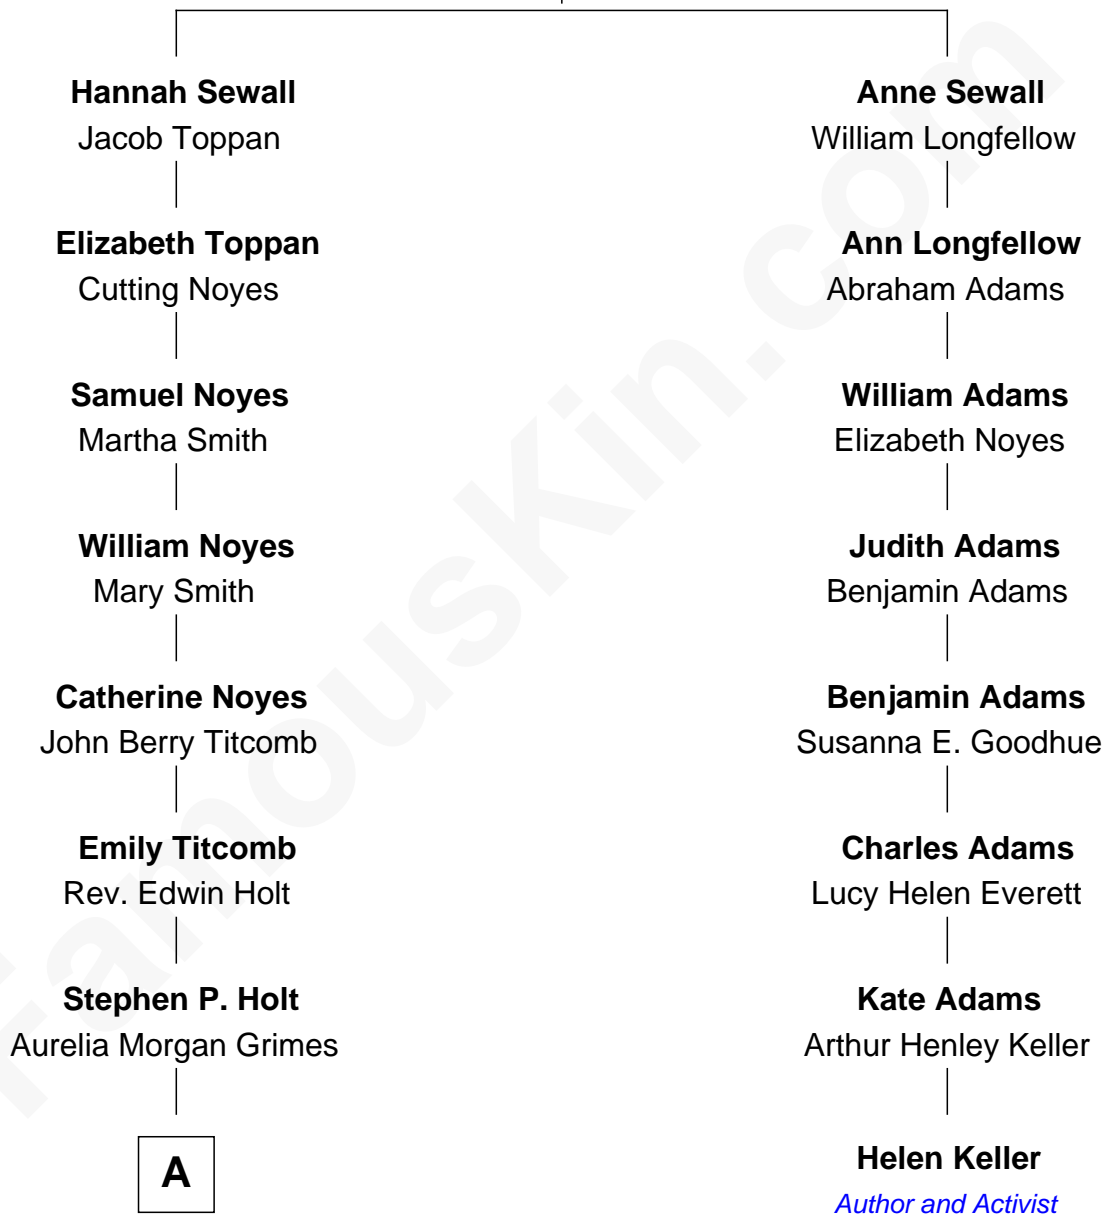 Hannah Sewall
Jacob Toppan
Anne Sewall
William Longfellow
Elizabeth Toppan
Cutting Noyes
Ann Longfellow
Abraham Adams
Samuel Noyes
Martha Smith
William Adams
Elizabeth Noyes
William Noyes
Mary Smith
Judith Adams
Benjamin Adams
Catherine Noyes
John Berry Titcomb
Benjamin Adams
Susanna E. Goodhue
Emily Titcomb
Rev. Edwin Holt
Charles Adams
Lucy Helen Everett
Stephen P. Holt
Aurelia Morgan Grimes
Kate Adams
Arthur Henley Keller
A
Helen Keller
Author and Activist
FamousKin.com